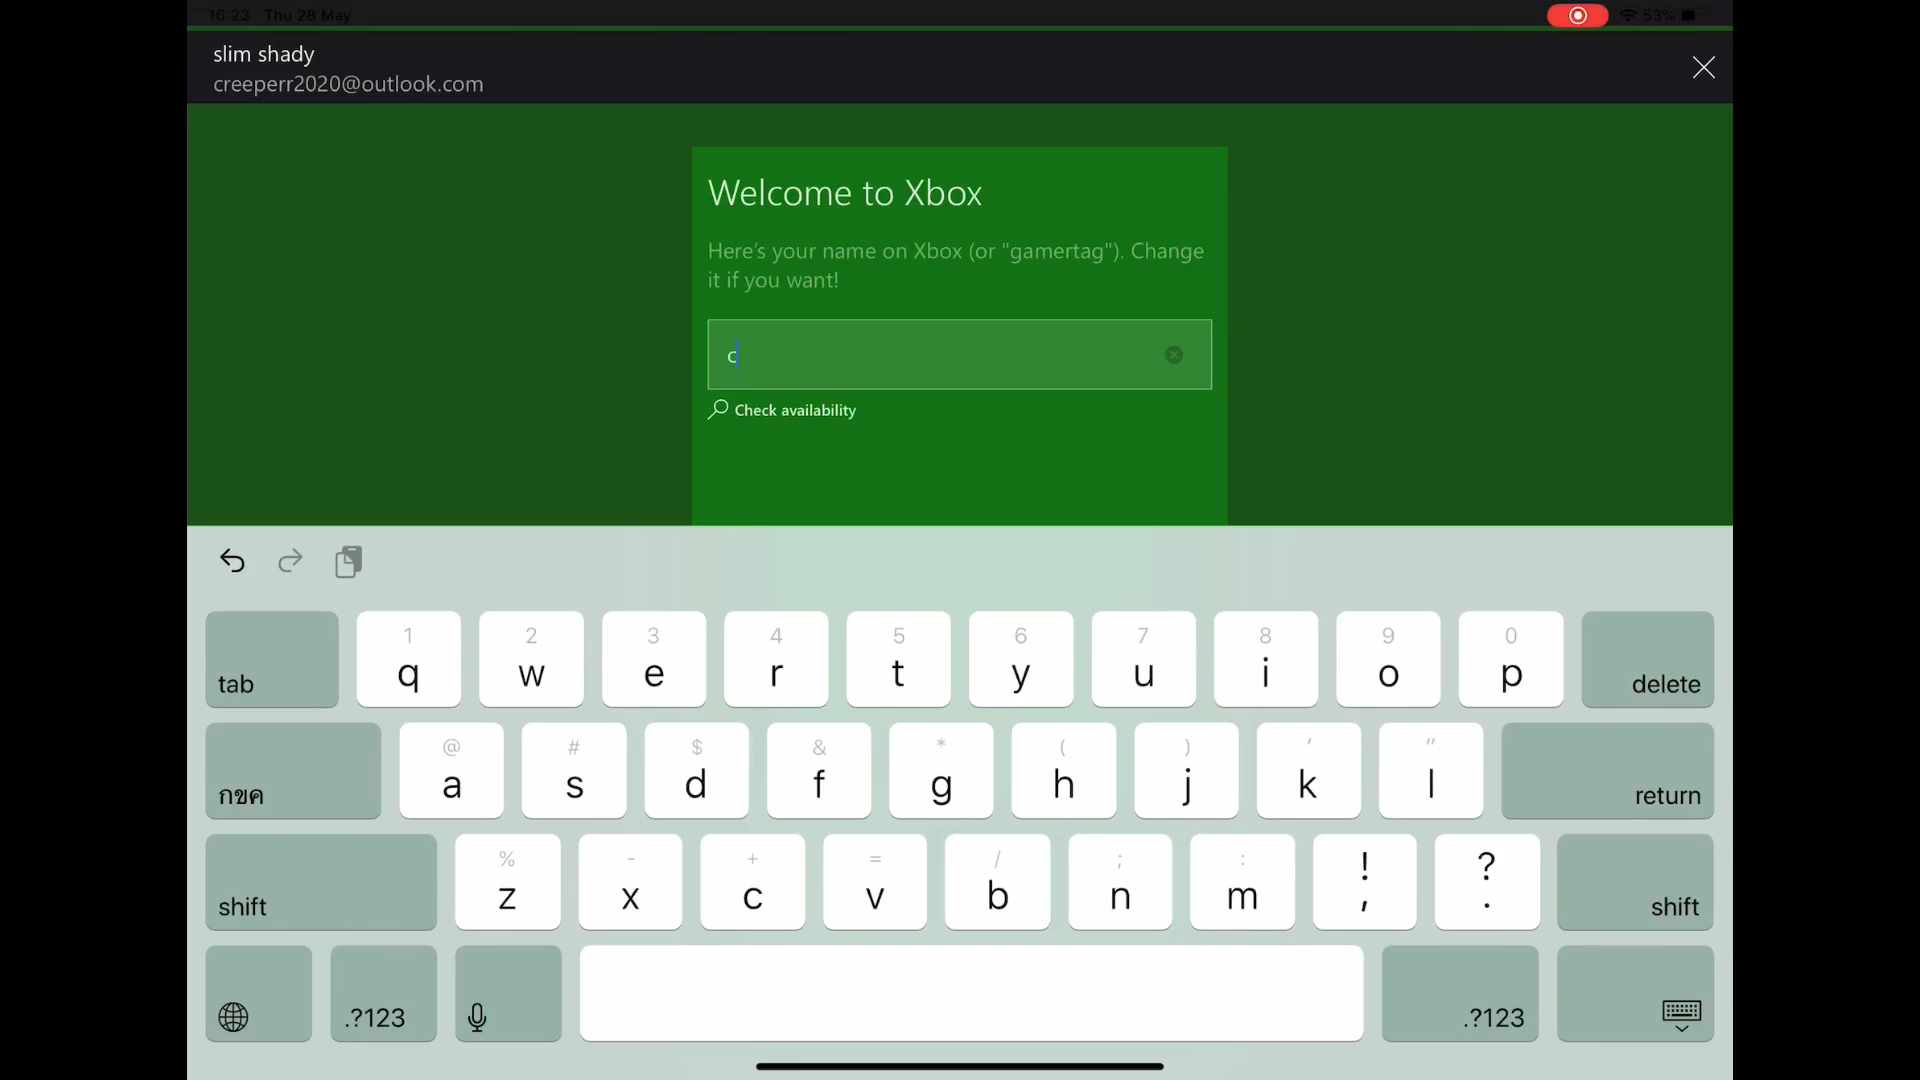 16:23 Thu 28 May
53%
slim shady
creeperr2020@outlook.com
Welcome to Xbox
Here's your name on Xbox (or "gamertag"). Change
it if you want!
c
Check availability
1 2 3 4 5 6 7 8 9 0
tab q w e r t y u i o p delete
@ # $ & * ( ) ' "
กขค a s d f g h j k l return
% - + = / ; : ! ?
shift z x c v b n m , . shift
.?123 .?123